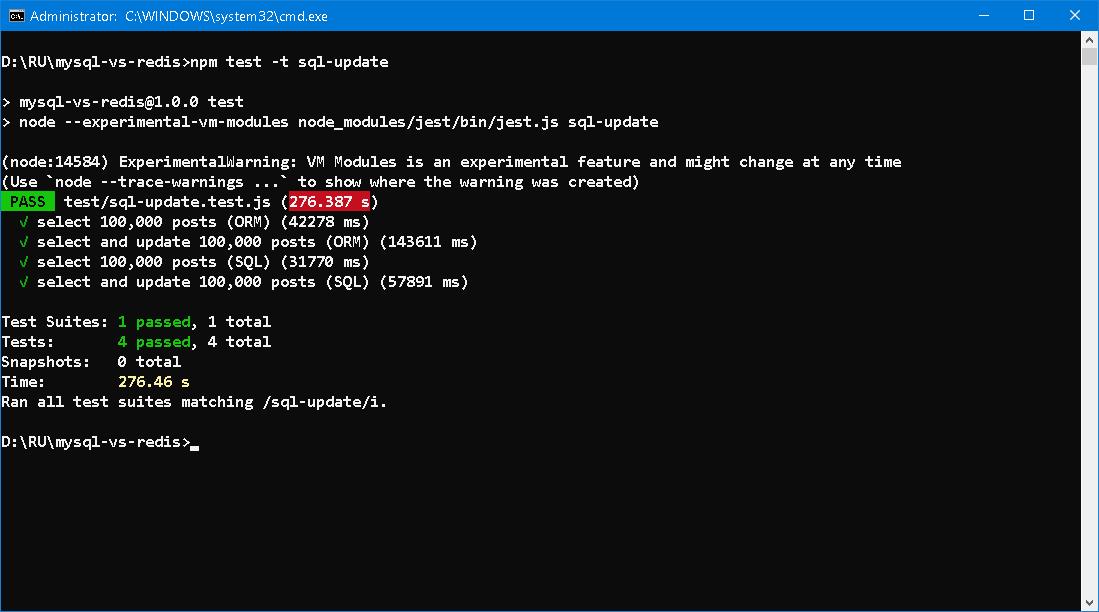 Administrator: C:\WINDOWS\system32\cmd.exe
D:\RU\mysql-vs-redis>npm test -t sql-update
> mysql-vs-redis@1.0.0 test
> node --experimental-vm-modules node_modules/jest/bin/jest.js sql-update
(node:14584) ExperimentalWarning: VM Modules is an experimental feature and might change at any time
(Use `node --trace-warnings ...` to show where the warning was created)
PASS test/sql-update.test.js (276.387 s)
√ select 100,000 posts (ORM) (42278 ms)
√ select and update 100,000 posts (ORM) (143611 ms)
√ select 100,000 posts (SQL) (31770 ms)
√ select and update 100,000 posts (SQL) (57891 ms)
Test Suites: 1 passed, 1 total
Tests: 4 passed, 4 total
Snapshots: 0 total
Time: 276.46 s
Ran all test suites matching /sql-update/i.
D:\RU\mysql-vs-redis>